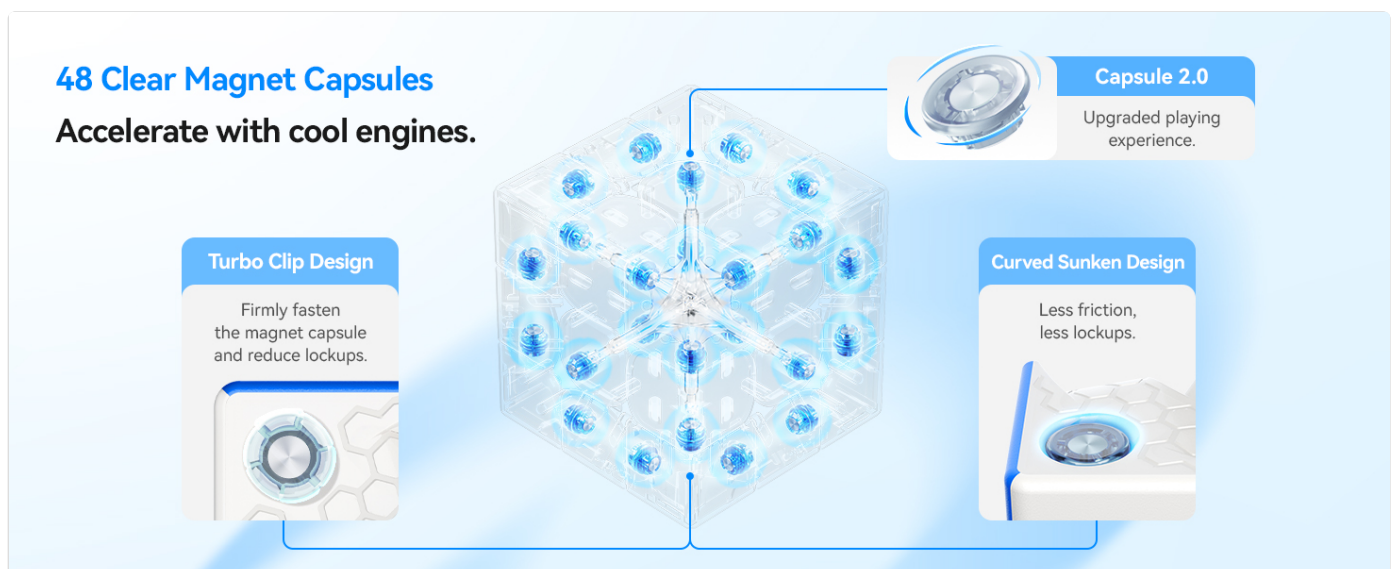 48 Clear Magnet Capsules
Accelerate with cool engines.
Capsule 2.0
Upgraded playing
experience.
Turbo Clip Design
Firmly fasten
the magnet capsule
and reduce lockups.
Curved Sunken Design
Less friction,
less lockups.